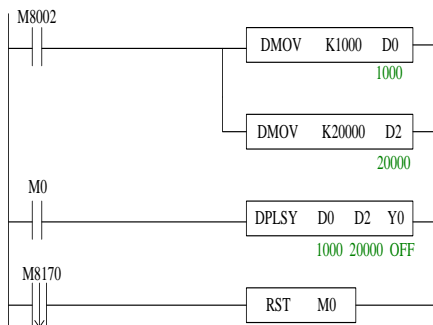 M8002
DMOV K1000 D0
1000
DMOV K20000 D2
20000
M0
DPLSY D0 D2 Y0
1000 20000 OFF
M8170
RST M0